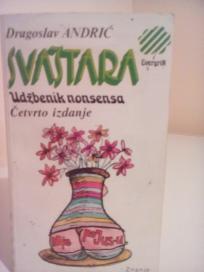 Dragoslav ANDRIĆ
SVAŠTARA
Udžbenik nonsensa
Četvrto izdanje